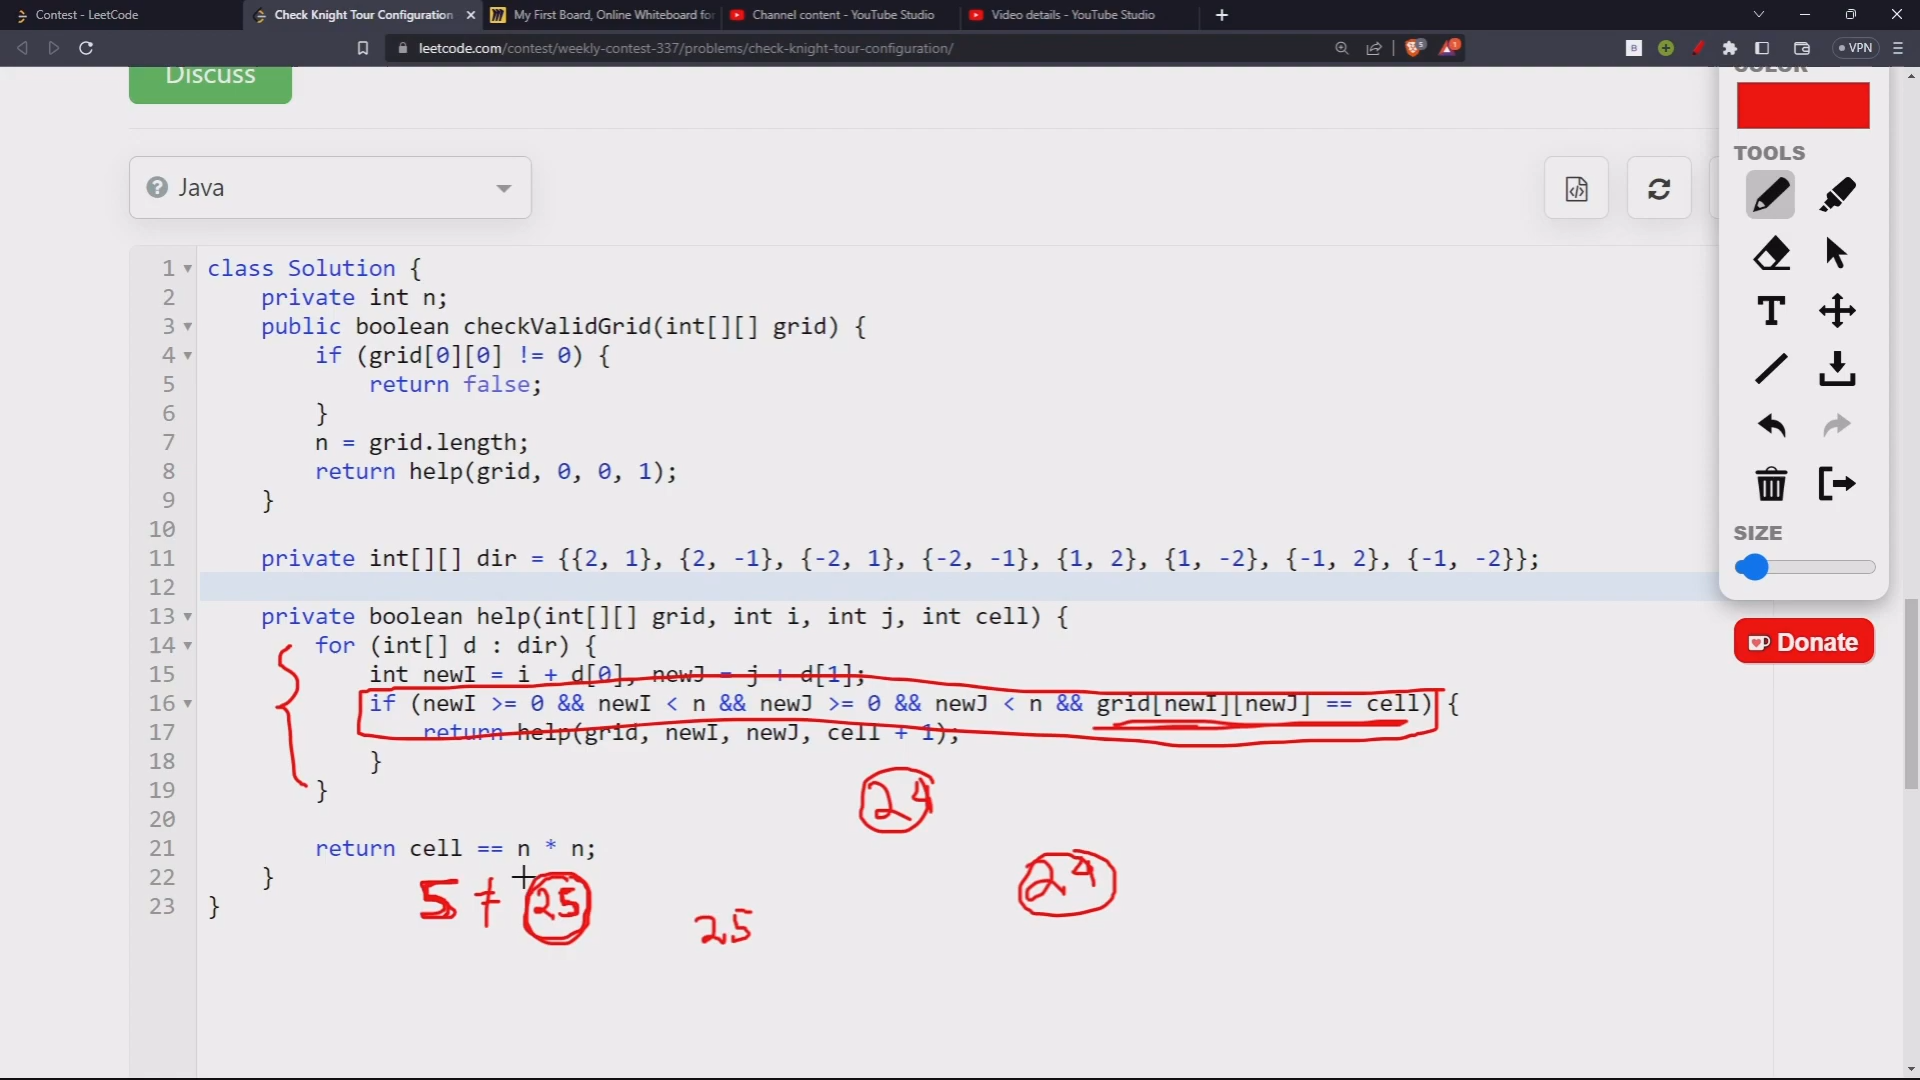 Contest - LeetCode
Check Knight Tour Configuration
My First Board, Online Whiteboard for
Channel content - YouTube Studio
Video details - YouTube Studio
leetcode.com/contest/weekly-contest-337/problems/check-knight-tour-configuration/
VPN
Discuss
COLOR
TOOLS
SIZE
Donate
Java
1 class Solution {
2 private int n;
3 public boolean checkValidGrid(int[][] grid) {
4 if (grid[0][0] != 0) {
5 return false;
6 }
7 n = grid.length;
8 return help(grid, 0, 0, 1);
9 }
10
11 private int[][] dir = {{2, 1}, {2, -1}, {-2, 1}, {-2, -1}, {1, 2}, {1, -2}, {-1, 2}, {-1, -2}};
12
13 private boolean help(int[][] grid, int i, int j, int cell) {
14 for (int[] d : dir) {
15 int newI = i + d[0], newJ = j + d[1];
16 if (newI >= 0 && newI < n && newJ >= 0 && newJ < n && grid[newI][newJ] == cell) {
17 return help(grid, newI, newJ, cell + 1);
18 }
19 }
20
21 return cell == n * n;
22 }
23 }
24
24
5 ≠ 25
25